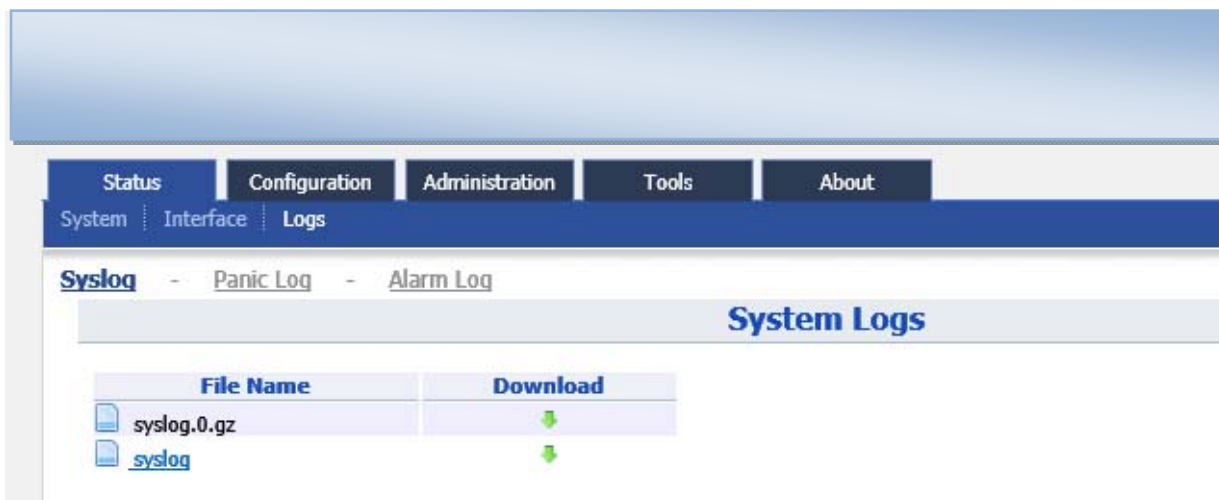 Status Configuration Administration Tools About
System Interface Logs
Syslog - Panic Log - Alarm Log
System Logs
File Name Download
syslog.0.gz
syslog